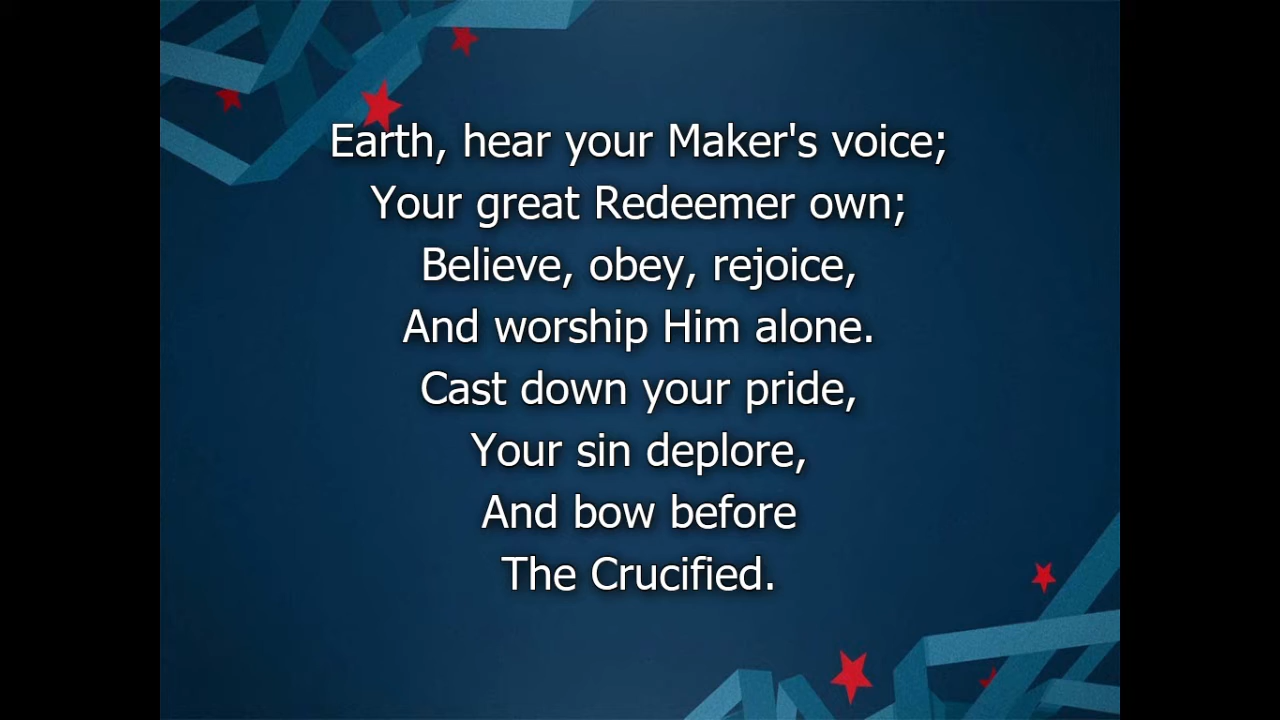 Earth, hear your Maker's voice;
Your great Redeemer own;
Believe, obey, rejoice,
And worship Him alone.
Cast down your pride,
Your sin deplore,
And bow before
The Crucified.